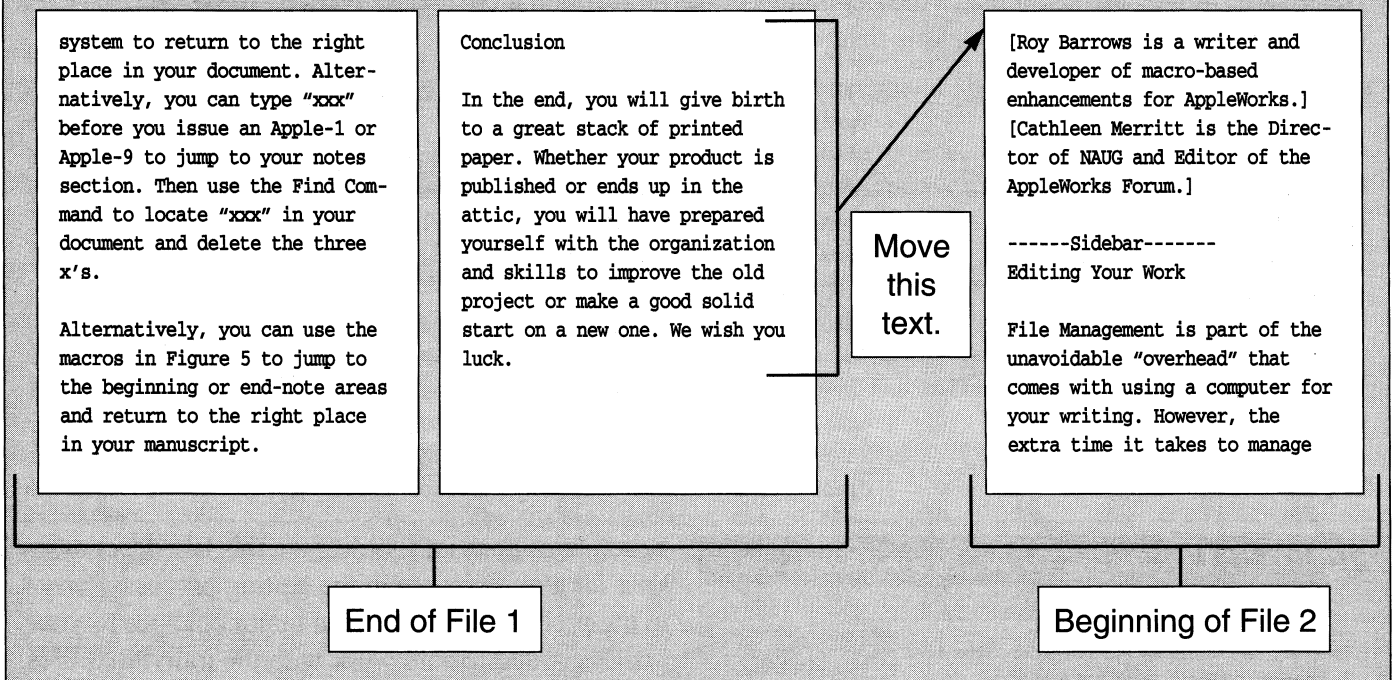 system to return to the right
place in your document. Alter-
natively, you can type “xxx”
before you issue an Apple-1 or
Apple-9 to jump to your notes
section. Then use the Find Com-
mand to locate “xxx” in your
document and delete the three
x’s.
Alternatively, you can use the
macros in Figure 5 to jump to
the beginning or end-note areas
and return to the right place
in your manuscript.
Conclusion
In the end, you will give birth
to a great stack of printed
paper. Whether your product is
published or ends up in the
attic, you will have prepared
yourself with the organization
and skills to improve the old
project or make a good solid
start on a new one. We wish you
luck.
Move
this
text.
[Roy Barrows is a writer and
developer of macro-based
enhancements for AppleWorks.]
[Cathleen Merritt is the Direc-
tor of NAUG and Editor of the
AppleWorks Forum.]
------Sidebar-------
Editing Your Work
File Management is part of the
unavoidable “overhead” that
comes with using a computer for
your writing. However, the
extra time it takes to manage
End of File 1
Beginning of File 2